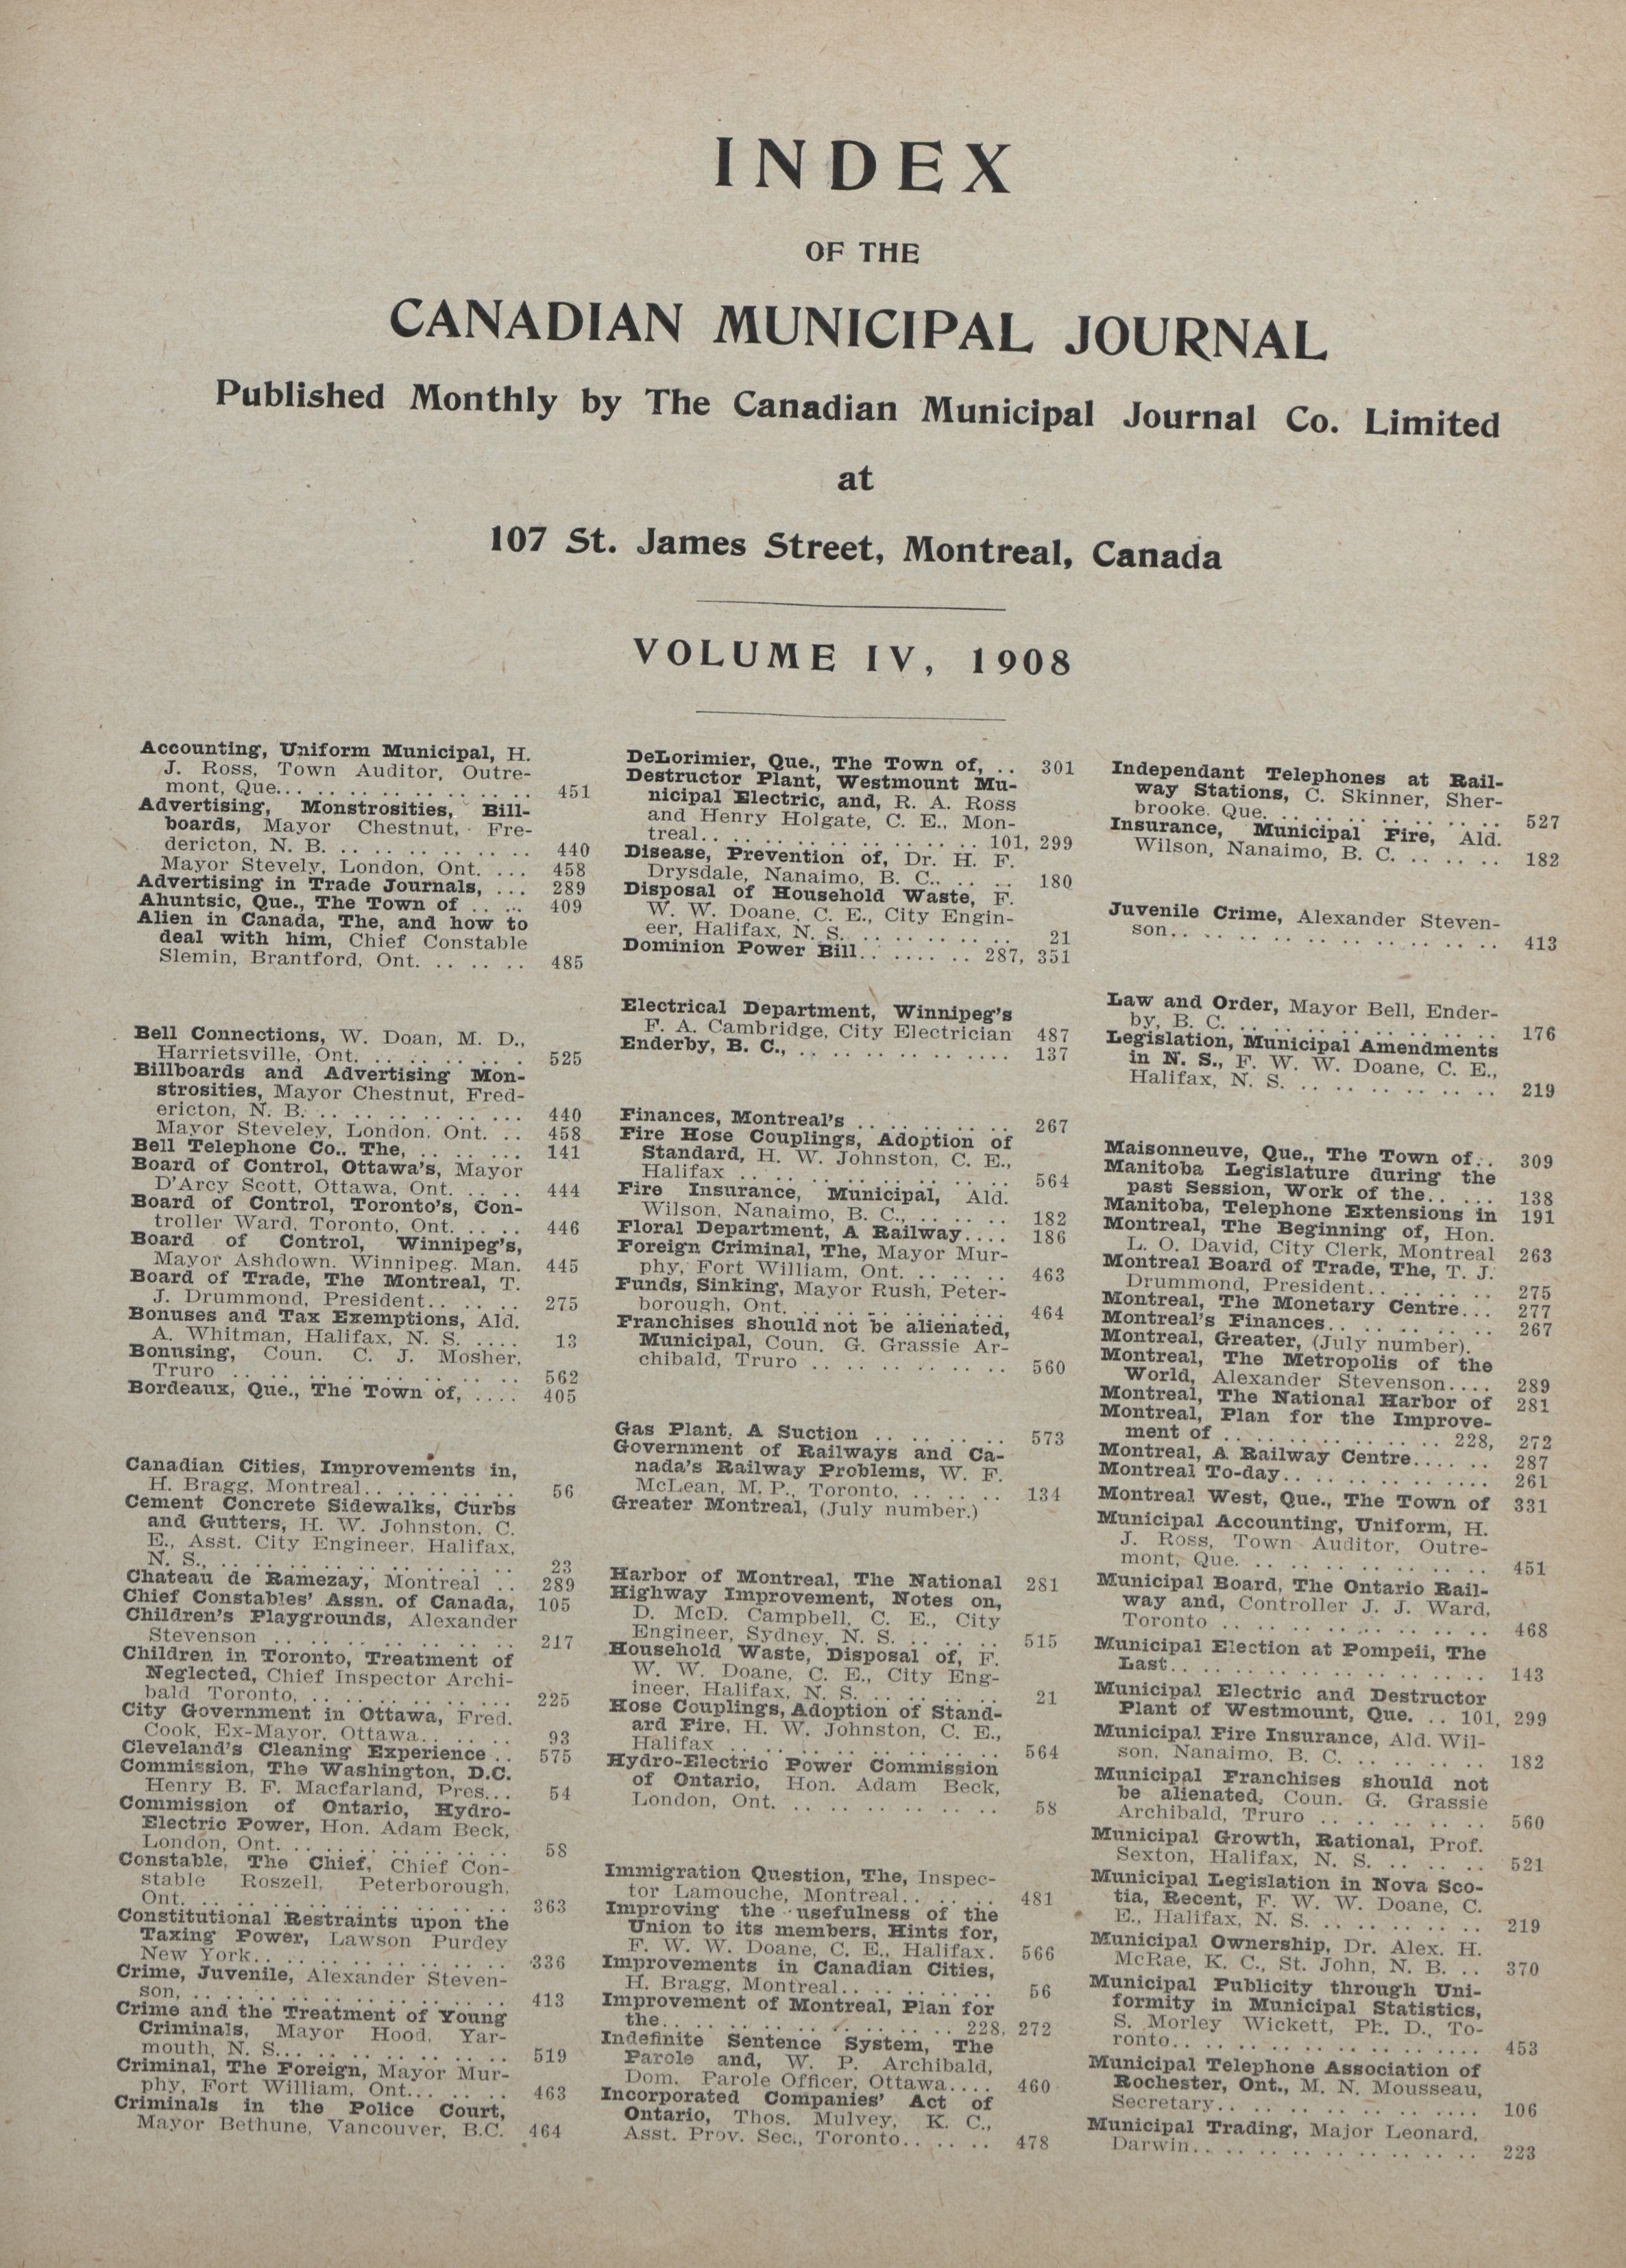 INDEX
OF THE
CANADIAN MUNICIPAL JOURNAL
Published Monthly by The Canadian Municipal Journal Co. Limited
at
107 St. James Street, Montreal, Canada
VOLUME IV, 1908
Accounting, Uniform Municipal, H.
J. Ross, Town Auditor, Outre-
mont, Que. .. .. .. .. .. .. .. 451
Advertising, Monstrosities, Bill-
boards, Mayor Chestnut, Fre-
dericton, N. B. .. .. .. .. .. .. 440
Mayor Stevely, London, Ont. ... 458
Advertising in Trade Journals, ... 289
Ahuntsic, Que., The Town of .. ... 409
Alien in Canada, The, and how to
deal with him, Chief Constable
Slemin, Brantford, Ont. .. .. .. 485
Bell Connections, W. Doan, M. D.,
Harrietsville, Ont. .. .. .. .. .. 525
Billboards and Advertising Mon-
strosities, Mayor Chestnut, Fred-
ericton, N. B. .. .. .. .. .. ... 440
Mayor Steveley, London, Ont. .. 458
Bell Telephone Co., The, .. .. .. .. 141
Board of Control, Ottawa's, Mayor
D'Arcy Scott, Ottawa, Ont. .. .. 444
Board of Control, Toronto's, Con-
troller Ward, Toronto, Ont. .. .. 446
Board of Control, Winnipeg's,
Mayor Ashdown, Winnipeg, Man. 445
Board of Trade, The Montreal, T.
J. Drummond, President.. .. .. 275
Bonuses and Tax Exemptions, Ald.
A. Whitman, Halifax, N. S. .... 13
Bonusing, Coun. C. J. Mosher,
Truro .. .. .. .. .. .. .. .. 562
Bordeaux, Que., The Town of, .... 405
Canadian Cities, Improvements in,
H. Bragg, Montreal.. .. .. .. .. 56
Cement Concrete Sidewalks, Curbs
and Gutters, H. W. Johnston, C.
E., Asst. City Engineer, Halifax,
N. S., .. .. .. .. .. .. .. .. 23
Chateau de Ramezay, Montreal .. 289
Chief Constables' Assn. of Canada, 105
Children's Playgrounds, Alexander
Stevenson .. .. .. .. .. .. .. 217
Children in Toronto, Treatment of
Neglected, Chief Inspector Archi-
bald Toronto, .. .. .. .. .. ... 225
City Government in Ottawa, Fred.
Cook, Ex-Mayor, Ottawa.. .. .. 93
Cleveland's Cleaning Experience .. 575
Commission, The Washington, D.C.
Henry B. F. Macfarland, Pres... 54
Commission of Ontario, Hydro-
Electric Power, Hon. Adam Beck,
London, Ont. .. .. .. .. .. .. 58
Constable, The Chief, Chief Con-
stable Roszell, Peterborough,
Ont. .. .. .. .. .. .. .. .. 363
Constitutional Restraints upon the
Taxing Power, Lawson Purdey
New York.. .. .. .. .. .. .. 336
Crime, Juvenile, Alexander Steven-
son, .. .. .. .. .. .. .. .. 413
Crime and the Treatment of Young
Criminals, Mayor Hood, Yar-
mouth, N. S... .. .. .. .. .. .. 519
Criminal, The Foreign, Mayor Mur-
phy, Fort William, Ont... .. .. 463
Criminals in the Police Court,
Mayor Bethune, Vancouver, B.C. 464
DeLorimier, Que., The Town of, .. 301
Destructor Plant, Westmount Mu-
nicipal Electric, and, R. A. Ross
and Henry Holgate, C. E., Mon-
treal.. .. .. .. .. .. .. .. 101, 299
Disease, Prevention of, Dr. H. F.
Drysdale, Nanaimo, B. C.. .. .. 180
Disposal of Household Waste, F.
W. W. Doane, C. E., City Engin-
eer, Halifax, N. S. .. .. .. .. .. 21
Dominion Power Bill.. .. .. .. 287, 351
Electrical Department, Winnipeg's
F. A. Cambridge, City Electrician 487
Enderby, B. C., .. .. .. .. .. .... 137
Finances, Montreal's .. .. .. .. .. 267
Fire Hose Couplings, Adoption of
Standard, H. W. Johnston, C. E.,
Halifax .. .. .. .. .. .. .. .. 564
Fire Insurance, Municipal, Ald.
Wilson, Nanaimo, B. C., .. .. .. 182
Floral Department, A Railway.... 186
Foreign Criminal, The, Mayor Mur-
phy, Fort William, Ont. .. .. .. 463
Funds, Sinking, Mayor Rush, Peter-
borough, Ont. .. .. .. .. .. .. 464
Franchises should not be alienated,
Municipal, Coun. G. Grassie Ar-
chibald, Truro .. .. .. .. .. .. 560
Gas Plant, A Suction .. .. .. .. 573
Government of Railways and Ca-
nada's Railway Problems, W. F.
McLean, M. P., Toronto, .. .. .. 134
Greater Montreal, (July number.)
Harbor of Montreal, The National 281
Highway Improvement, Notes on,
D. McD. Campbell, C. E., City
Engineer, Sydney, N. S. .. .. .. 515
Household Waste, Disposal of, F.
W. W. Doane, C. E., City Eng-
ineer, Halifax, N. S. .. .. .. .. 21
Hose Couplings, Adoption of Stand-
ard Fire, H. W. Johnston, C. E.,
Halifax .. .. .. .. .. .. .. .. 564
Hydro-Electric Power Commission
of Ontario, Hon. Adam Beck,
London, Ont. .. .. .. .. .. .. 58
Immigration Question, The, Inspec-
tor Lamouche, Montreal.. .. .. 481
Improving the usefulness of the
Union to its members, Hints for,
F. W. W. Doane, C. E., Halifax. 566
Improvements in Canadian Cities,
H. Bragg, Montreal.. .. .. .. .. 56
Improvement of Montreal, Plan for
the.. .. .. .. .. .. .. .. 228, 272
Indefinite Sentence System, The
Parole and, W. P. Archibald,
Dom. Parole Officer, Ottawa.... 460
Incorporated Companies' Act of
Ontario, Thos. Mulvey, K. C.,
Asst. Prov. Sec., Toronto.. .. .. 478
Independant Telephones at Rail-
way Stations, C. Skinner, Sher-
brooke, Que. .. .. .. .. .. .. 527
Insurance, Municipal Fire, Ald.
Wilson, Nanaimo, B. C. .. .. .. 182
Juvenile Crime, Alexander Steven-
son.. .. .. .. .. .. .. .. .. 413
Law and Order, Mayor Bell, Ender-
by, B. C. .. .. .. .. .. .. .. 176
Legislation, Municipal Amendments
in N. S., F. W. W. Doane, C. E.,
Halifax, N. S. .. .. .. .. .. .. 219
Maisonneuve, Que., The Town of.. 309
Manitoba Legislature during the
past Session, Work of the.. .. .. 138
Manitoba, Telephone Extensions in 191
Montreal, The Beginning of, Hon.
L. O. David, City Clerk, Montreal 263
Montreal Board of Trade, The, T. J.
Drummond, President.. .. .. .. 275
Montreal, The Monetary Centre... 277
Montreal's Finances.. .. .. .. .. 267
Montreal, Greater, (July number).
Montreal, The Metropolis of the
World, Alexander Stevenson.... 289
Montreal, The National Harbor of 281
Montreal, Plan for the Improve-
ment of .. .. .. .. .. .. .. 228, 272
Montreal, A Railway Centre.. .. .. 287
Montreal To-day.. .. .. .. .. .... 261
Montreal West, Que., The Town of 331
Municipal Accounting, Uniform, H.
J. Ross, Town Auditor, Outre-
mont, Que. .. .. .. .. .. .. .. 451
Municipal Board, The Ontario Rail-
way and, Controller J. J. Ward,
Toronto .. .. .. .. .. .. .. .. 468
Municipal Election at Pompeii, The
Last.. .. .. .. .. .. .. .. .. 143
Municipal Electric and Destructor
Plant of Westmount, Que. .. 101, 299
Municipal Fire Insurance, Ald. Wil-
son, Nanaimo, B. C. .. .. .. .. 182
Municipal Franchises should not
be alienated, Coun. G. Grassie
Archibald, Truro .. .. .. .. .. 560
Municipal Growth, Rational, Prof.
Sexton, Halifax, N. S. .. .. .. 521
Municipal Legislation in Nova Sco-
tia, Recent, F. W. W. Doane, C.
E., Halifax, N. S. .. .. .. .. .. 219
Municipal Ownership, Dr. Alex. H.
McRae, K. C., St. John, N. B. .. 370
Municipal Publicity through Uni-
formity in Municipal Statistics,
S. Morley Wickett, Ph. D., To-
ronto.. .. .. .. .. .. .. .... 453
Municipal Telephone Association of
Rochester, Ont., M. N. Mousseau,
Secretary.. .. .. .. .. .. .... 106
Municipal Trading, Major Leonard,
Darwin.. .. .. .. .. .. .. .. 223